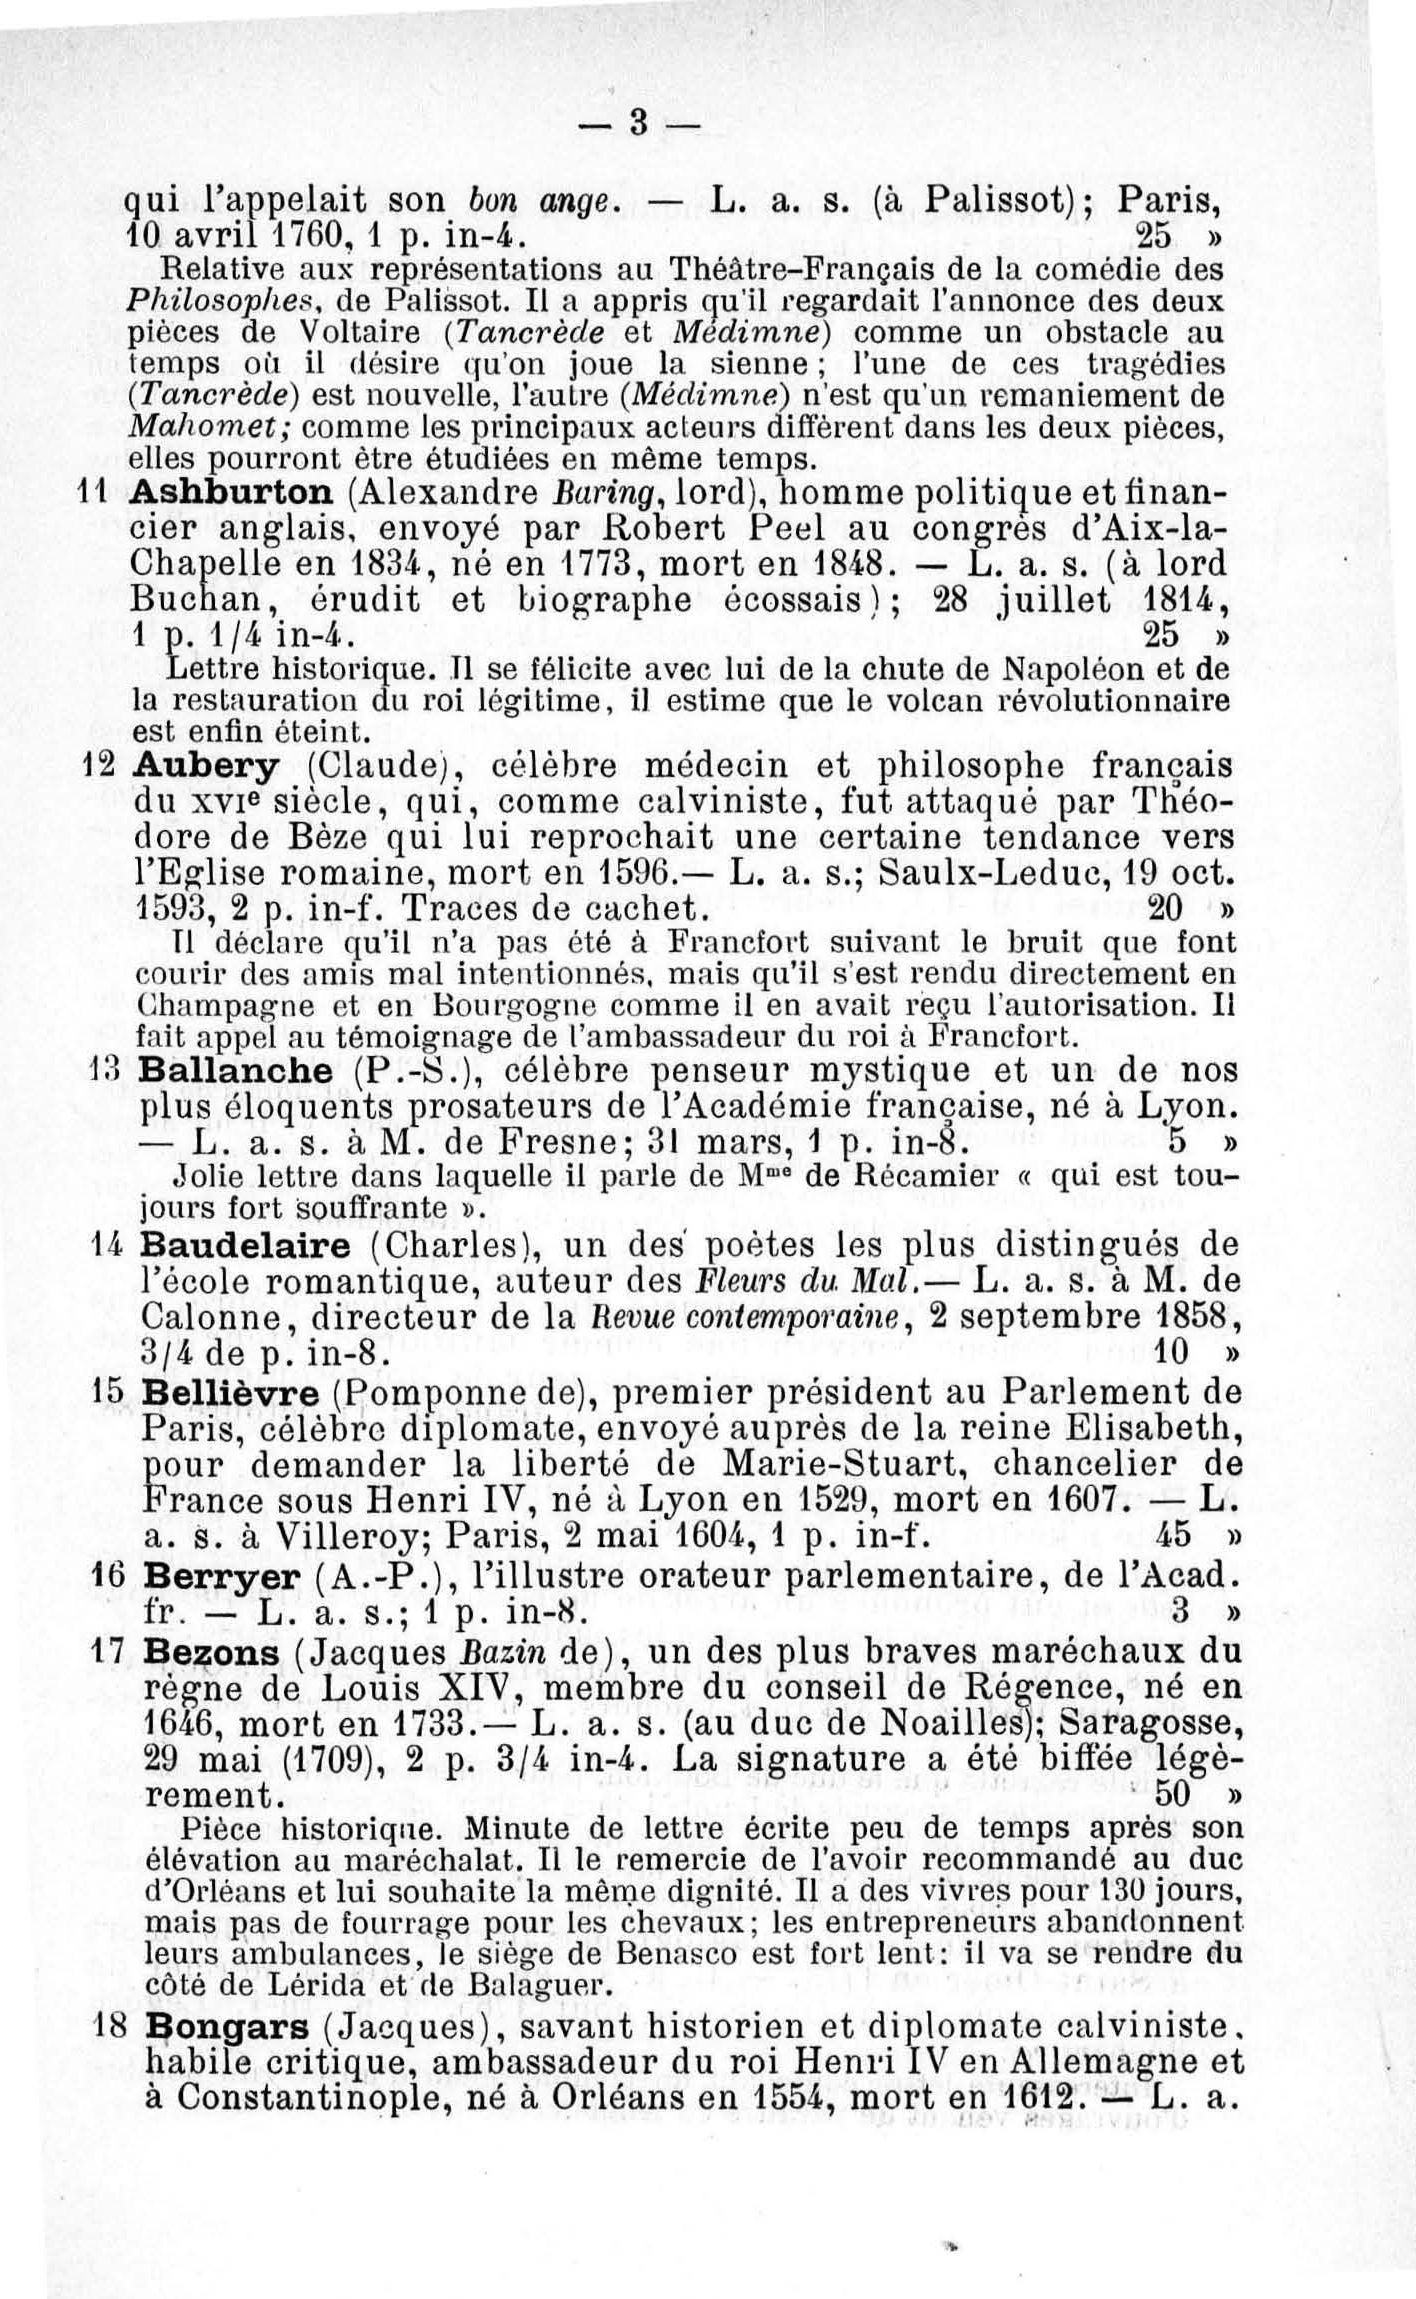 — 3 —
qui l'appelait son bon ange. — L. a. s. (à Palissot); Paris,
10 avril 1760, 1 p. in-4. 25 »
Relative aux représentations au Théâtre-Français de la comédie des
Philosophes, de Palissot. Il a appris qu'il regardait l'annonce des deux
pièces de Voltaire (Tancrède et Médimne) comme un obstacle au
temps où il désire qu'on joue la sienne; l'une de ces tragédies
(Tancrède) est nouvelle, l'autre (Médimne) n'est qu'un remaniement de
Mahomet; comme les principaux acteurs diffèrent dans les deux pièces,
elles pourront être étudiées en même temps.
11 Ashburton (Alexandre Baring, lord), homme politique et finan-
cier anglais, envoyé par Robert Peel au congrès d'Aix-la-
Chapelle en 1834, né en 1773, mort en 1848. — L. a. s. (à lord
Buchan, érudit et biographe écossais); 28 juillet 1814,
1 p. 1/4 in-4. 25 »
Lettre historique. Il se félicite avec lui de la chute de Napoléon et de
la restauration du roi légitime, il estime que le volcan révolutionnaire
est enfin éteint.
12 Aubery (Claude), célèbre médecin et philosophe français
du XVIe siècle, qui, comme calviniste, fut attaqué par Théo-
dore de Bèze qui lui reprochait une certaine tendance vers
l'Eglise romaine, mort en 1596.— L. a. s.; Saulx-Leduc, 19 oct.
1593, 2 p. in-f. Traces de cachet. 20 »
Il déclare qu'il n'a pas été à Francfort suivant le bruit que font
courir des amis mal intentionnés, mais qu'il s'est rendu directement en
Champagne et en Bourgogne comme il en avait reçu l'autorisation. Il
fait appel au témoignage de l'ambassadeur du roi à Francfort.
13 Ballanche (P.-S.), célèbre penseur mystique et un de nos
plus éloquents prosateurs de l'Académie française, né à Lyon.
— L. a. s. à M. de Fresne; 31 mars, 1 p. in-8. 5 »
Jolie lettre dans laquelle il parle de Mme de Récamier « qui est tou-
jours fort souffrante ».
14 Baudelaire (Charles), un des poètes les plus distingués de
l'école romantique, auteur des Fleurs du Mal.— L. a. s. à M. de
Calonne, directeur de la Revue contemporaine, 2 septembre 1858,
3/4 de p. in-8. 10 »
15 Bellièvre (Pomponne de), premier président au Parlement de
Paris, célèbre diplomate, envoyé auprès de la reine Elisabeth,
pour demander la liberté de Marie-Stuart, chancelier de
France sous Henri IV, né à Lyon en 1529, mort en 1607. — L.
a. s. à Villeroy; Paris, 2 mai 1604, 1 p. in-f. 45 »
16 Berryer (A.-P.), l'illustre orateur parlementaire, de l'Acad.
fr. — L. a. s.; 1 p. in-8. 3 »
17 Bezons (Jacques Bazin de), un des plus braves maréchaux du
règne de Louis XIV, membre du conseil de Régence, né en
1646, mort en 1733.— L. a. s. (au duc de Noailles); Saragosse,
29 mai (1709), 2 p. 3/4 in-4. La signature a été biffée légè-
rement. 50 »
Pièce historique. Minute de lettre écrite peu de temps après son
élévation au maréchalat. Il le remercie de l'avoir recommandé au duc
d'Orléans et lui souhaite la même dignité. Il a des vivres pour 130 jours,
mais pas de fourrage pour les chevaux; les entrepreneurs abandonnent
leurs ambulances, le siège de Benasco est fort lent: il va se rendre du
côté de Lérida et de Balaguer.
18 Bongars (Jacques), savant historien et diplomate calviniste,
habile critique, ambassadeur du roi Henri IV en Allemagne et
à Constantinople, né à Orléans en 1554, mort en 1612. — L. a.